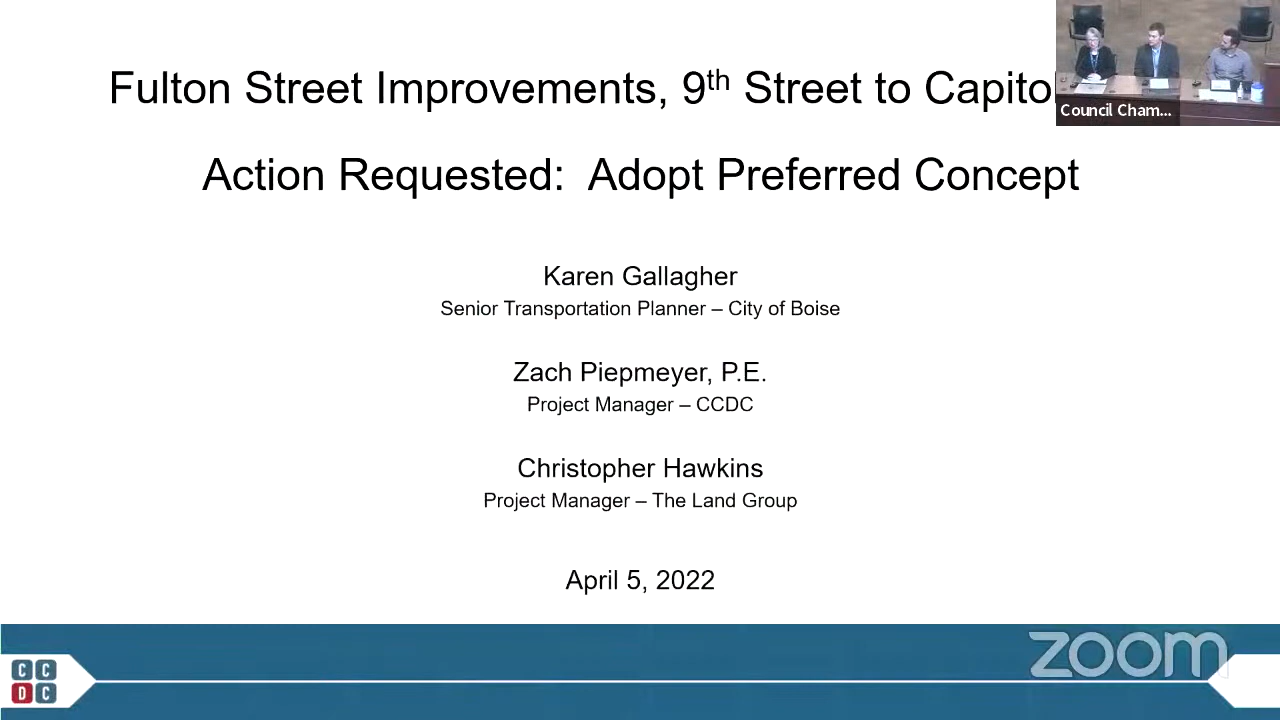 Fulton Street Improvements, 9th Street to Capito
Council Cham...
Action Requested: Adopt Preferred Concept
Karen Gallagher
Senior Transportation Planner – City of Boise
Zach Piepmeyer, P.E.
Project Manager – CCDC
Christopher Hawkins
Project Manager – The Land Group
April 5, 2022
zoom
C C
D C